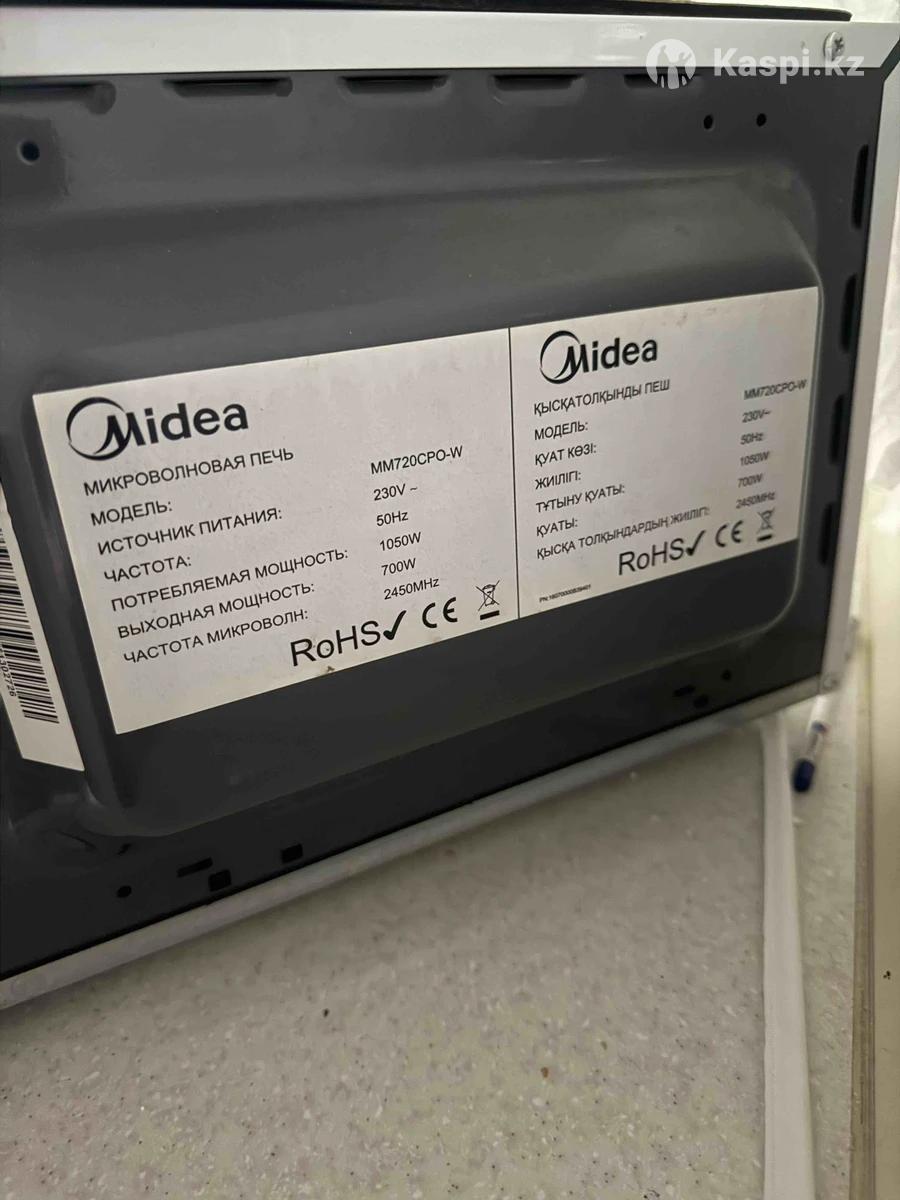 Kaspi.kz
Midea
МИКРОВОЛНОВАЯ ПЕЧЬ
МОДЕЛЬ: MM720CPO-W
ИСТОЧНИК ПИТАНИЯ: 230V ~
ЧАСТОТА: 50Hz
ПОТРЕБЛЯЕМАЯ МОЩНОСТЬ: 1050W
ВЫХОДНАЯ МОЩНОСТЬ: 700W
ЧАСТОТА МИКРОВОЛН: 2450MHz
RoHS✓ CE
Midea
ҚЫСҚАТОЛҚЫНДЫ ПЕШ
МОДЕЛЬ: MM720CPO-W
ҚУАТ КӨЗІ: 230V~
ЖИІЛІГІ: 50Hz
ТҰТЫНУ ҚУАТЫ: 1050W
ҚУАТЫ: 700W
ҚЫСҚА ТОЛҚЫНДАРДЫҢ ЖИІЛІГІ: 2450MHz
RoHS✓ CE